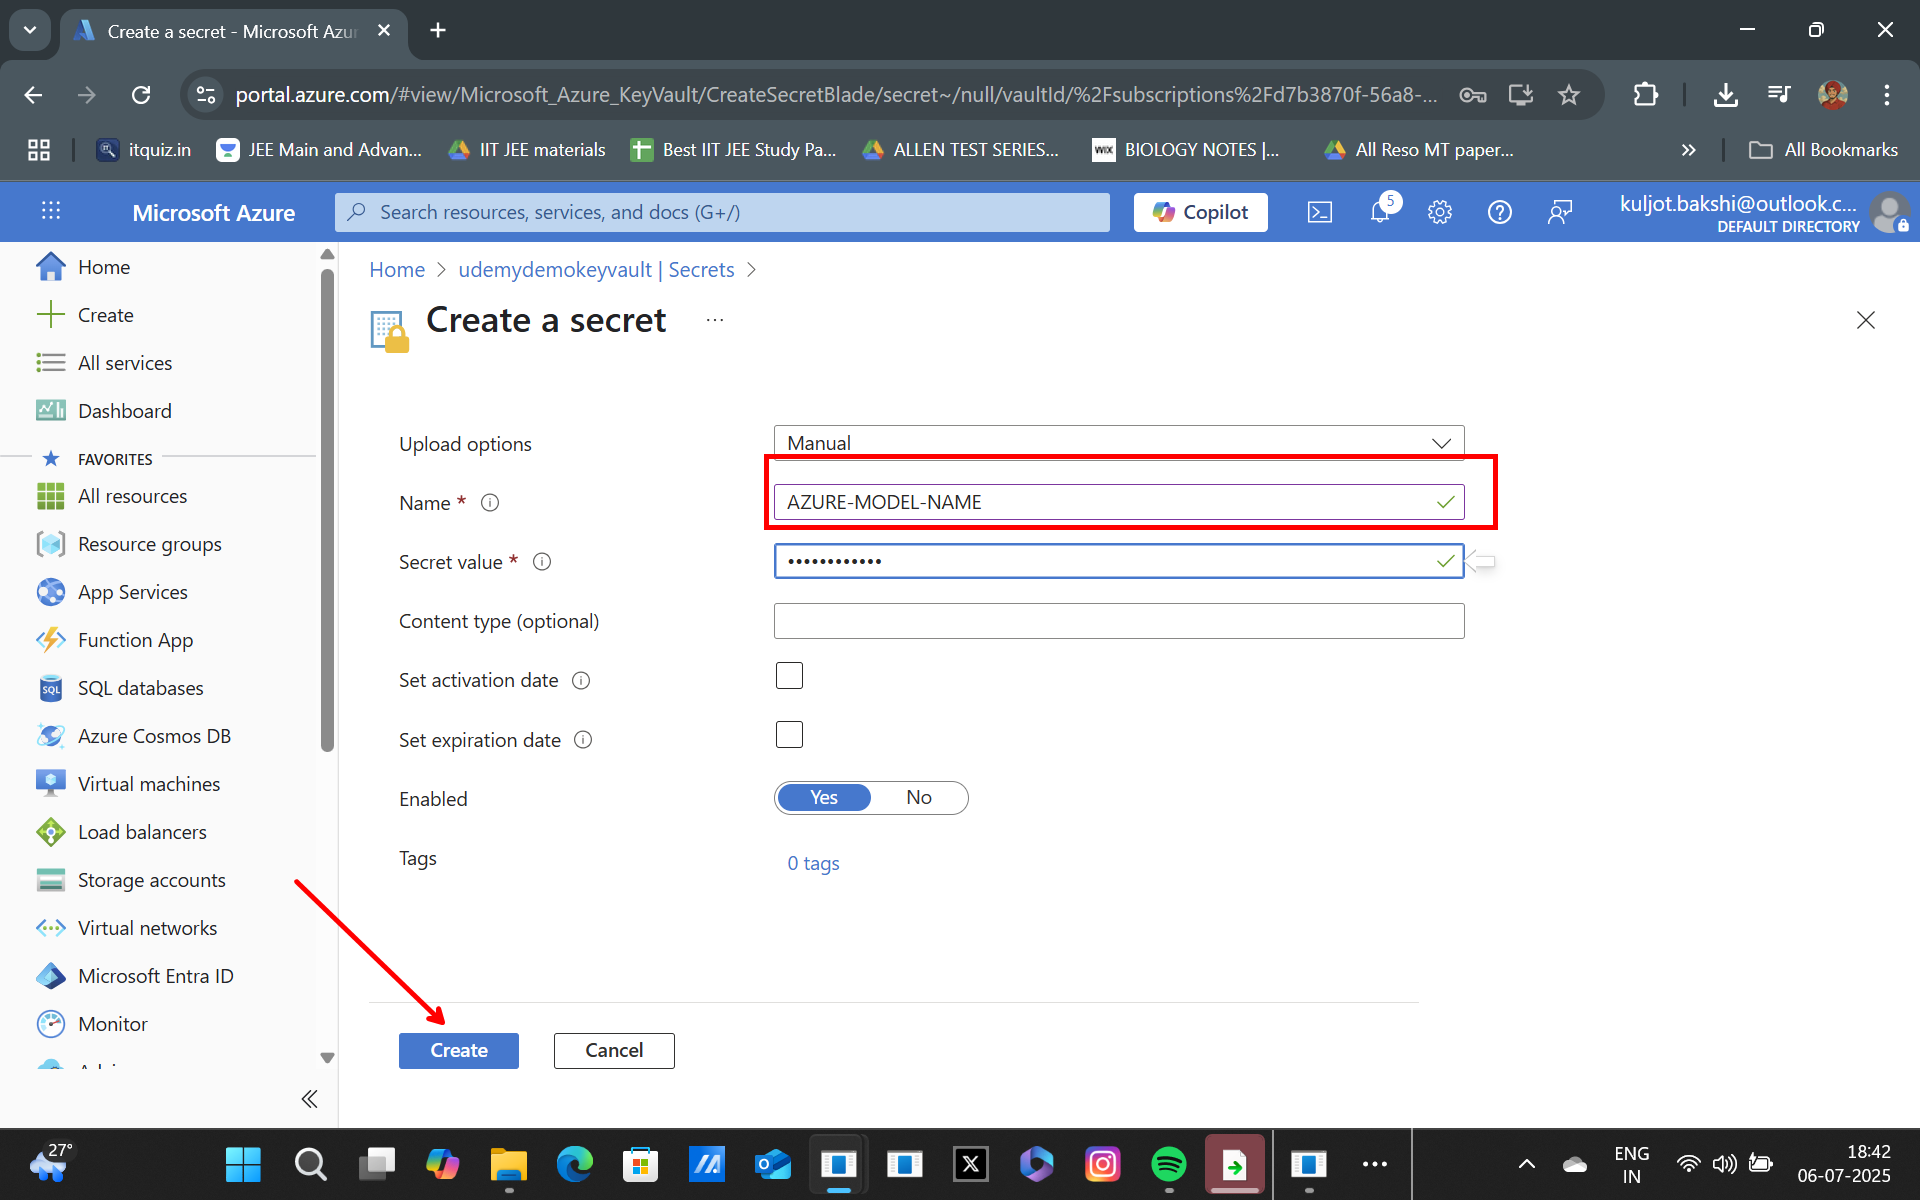 Create a secret - Microsoft Azur
portal.azure.com/#view/Microsoft_Azure_KeyVault/CreateSecretBlade/secret~/null/vaultId/%2Fsubscriptions%2Fd7b3870f-56a8-...
itquiz.in
JEE Main and Advan...
IIT JEE materials
Best IIT JEE Study Pa...
ALLEN TEST SERIES...
WIX
BIOLOGY NOTES |...
All Reso MT paper...
All Bookmarks
Microsoft Azure
Search resources, services, and docs (G+/)
Copilot
5
kuljot.bakshi@outlook.c...
DEFAULT DIRECTORY
Home
Create
All services
Dashboard
FAVORITES
All resources
Resource groups
App Services
Function App
SQL
SQL databases
Azure Cosmos DB
Virtual machines
Load balancers
Storage accounts
Virtual networks
Microsoft Entra ID
Monitor
Home > udemydemokeyvault | Secrets >
Create a secret ...
Upload options
Manual
Name *
AZURE-MODEL-NAME
Secret value *
••••••••••••
Content type (optional)
Set activation date
Set expiration date
Enabled
Yes No
Tags
0 tags
Create
Cancel
27°
ENG
IN
18:42
06-07-2025